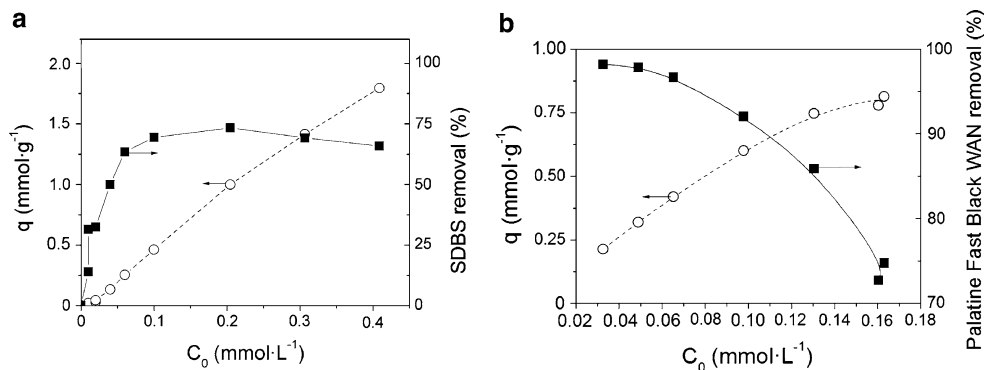 a
q (mmol·g⁻¹)
2.0
1.5
1.0
0.5
0
100
75
50
25
0
SDBS removal (%)
0 0.1 0.2 0.3 0.4
C₀ (mmol·L⁻¹)
b
q (mmol·g⁻¹)
1.00
0.75
0.50
0.25
0
100
90
80
70
Palatine Fast Black WAN removal (%)
0.02 0.04 0.06 0.08 0.10 0.12 0.14 0.16 0.18
C₀ (mmol·L⁻¹)